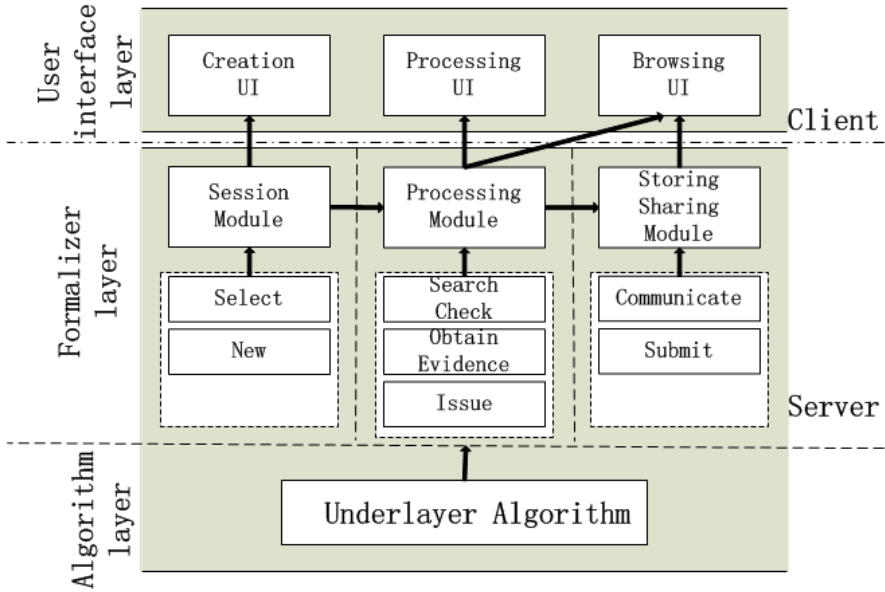 User
interface
layer
Creation
UI
Processing
UI
Browsing
UI
Client
Formalizer
layer
Session
Module
Processing
Module
Storing
Sharing
Module
Select
New
Search
Check
Obtain
Evidence
Issue
Communicate
Submit
Server
Algorithm
layer
Underlayer Algorithm